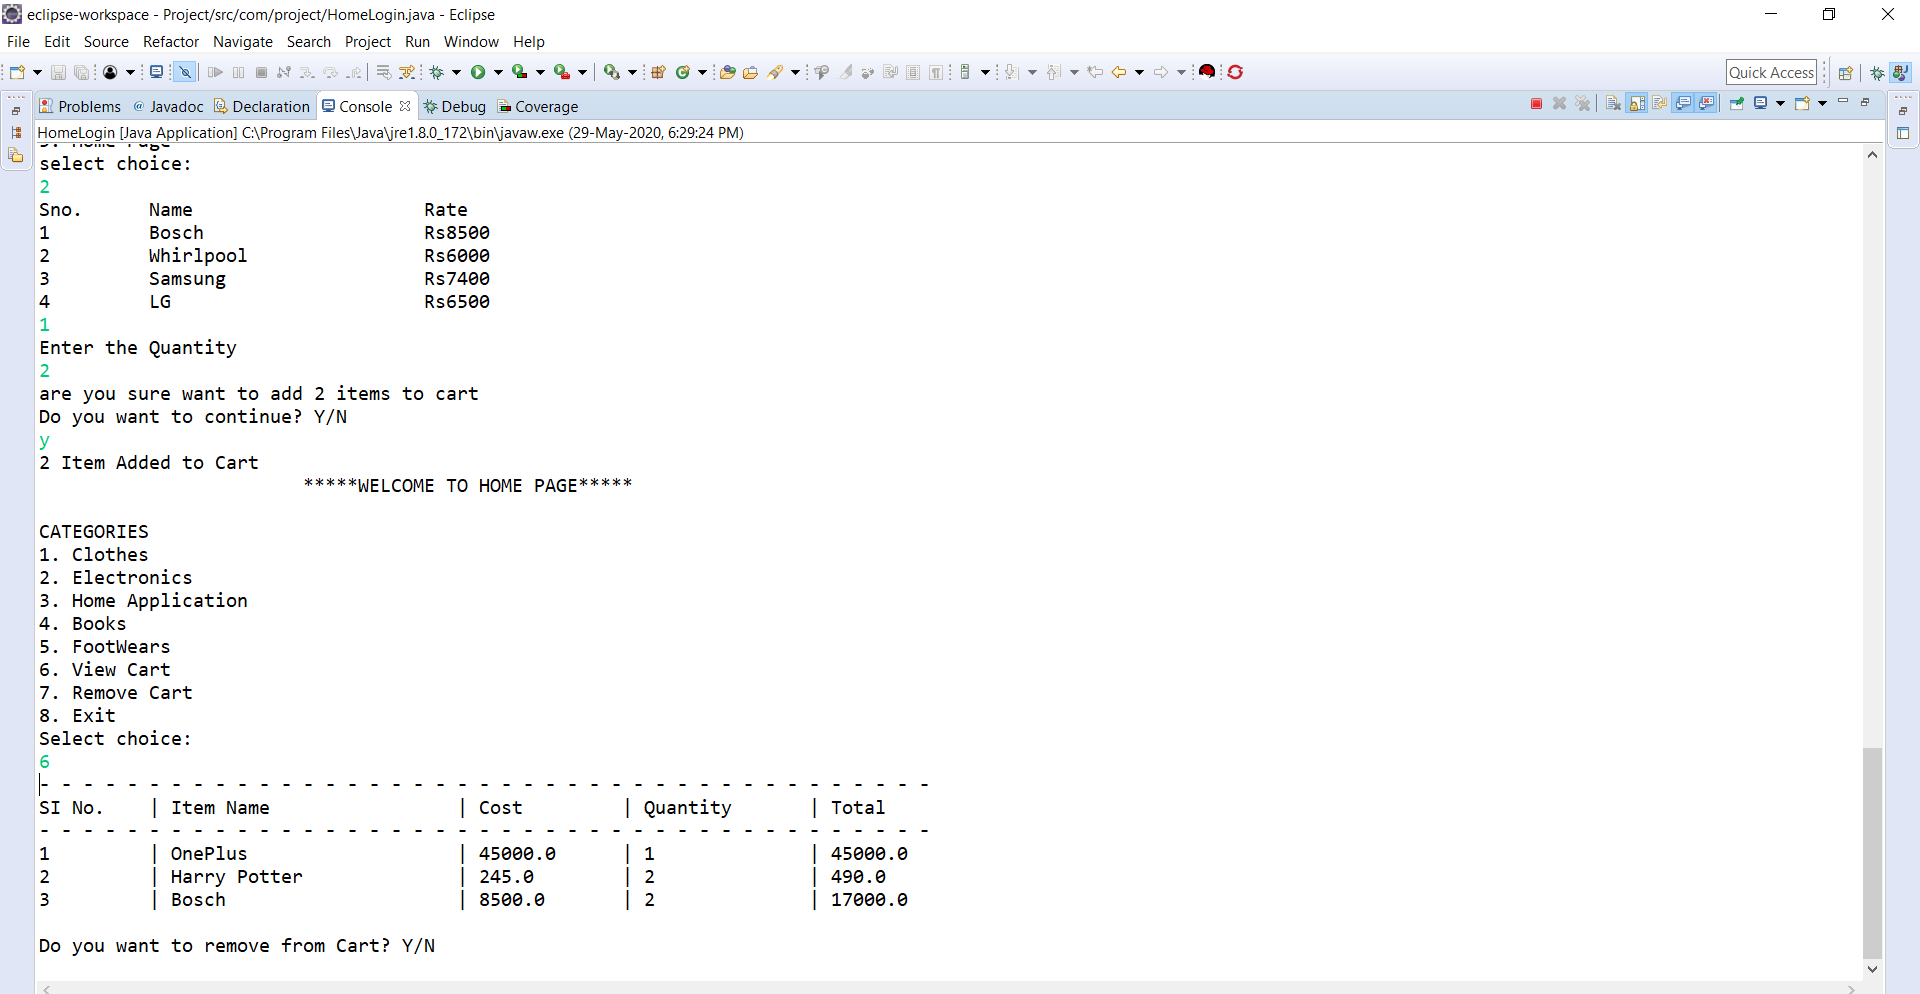 eclipse-workspace - Project/src/com/project/HomeLogin.java - Eclipse
File Edit Source Refactor Navigate Search Project Run Window Help
Quick Access
Problems @ Javadoc Declaration Console Debug Coverage
HomeLogin [Java Application] C:\Program Files\Java\jre1.8.0_172\bin\javaw.exe (29-May-2020, 6:29:24 PM)
Home Page
select choice:
2
Sno. Name Rate
1 Bosch Rs8500
2 Whirlpool Rs6000
3 Samsung Rs7400
4 LG Rs6500
1
Enter the Quantity
2
are you sure want to add 2 items to cart
Do you want to continue? Y/N
y
2 Item Added to Cart
*****WELCOME TO HOME PAGE*****
CATEGORIES
1. Clothes
2. Electronics
3. Home Application
4. Books
5. FootWears
6. View Cart
7. Remove Cart
8. Exit
Select choice:
6
- - - - - - - - - - - - - - - - - - - - - - - - - - - - - - - - - - - - - - - - -
SI No. | Item Name | Cost | Quantity | Total
- - - - - - - - - - - - - - - - - - - - - - - - - - - - - - - - - - - - - - - - -
1 | OnePlus | 45000.0 | 1 | 45000.0
2 | Harry Potter | 245.0 | 2 | 490.0
3 | Bosch | 8500.0 | 2 | 17000.0
Do you want to remove from Cart? Y/N